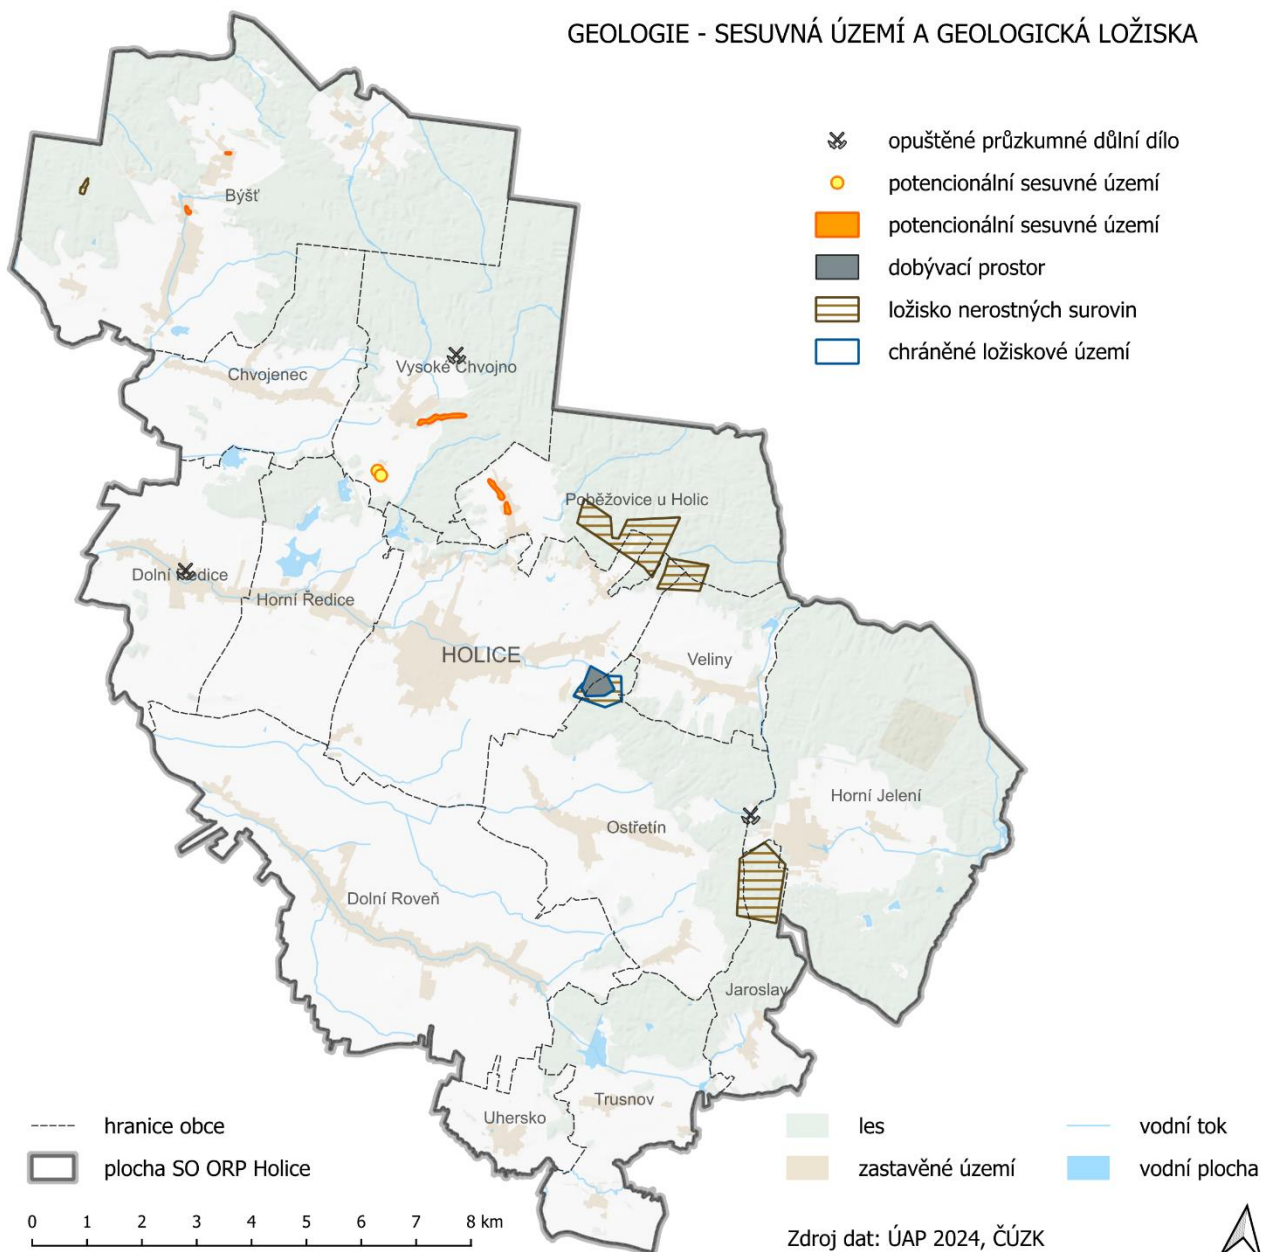 GEOLOGIE - SESUVNÁ ÚZEMÍ A GEOLOGICKÁ LOŽISKA
opuštěné průzkumné důlní dílo
potencionální sesuvné území
potencionální sesuvné území
dobývací prostor
ložisko nerostných surovin
chráněné ložiskové území
Býšť
Chvojenec
Vysoké Chvojno
Poběžovice u Holic
Dolní Ředice
Horní Ředice
HOLICE
Veliny
Horní Jelení
Ostřetín
Dolní Roveň
Jaroslav
Trusnov
Uhersko
hranice obce
plocha SO ORP Holice
les
vodní tok
zastavěné území
vodní plocha
0 1 2 3 4 5 6 7 8 km
Zdroj dat: ÚAP 2024, ČÚZK